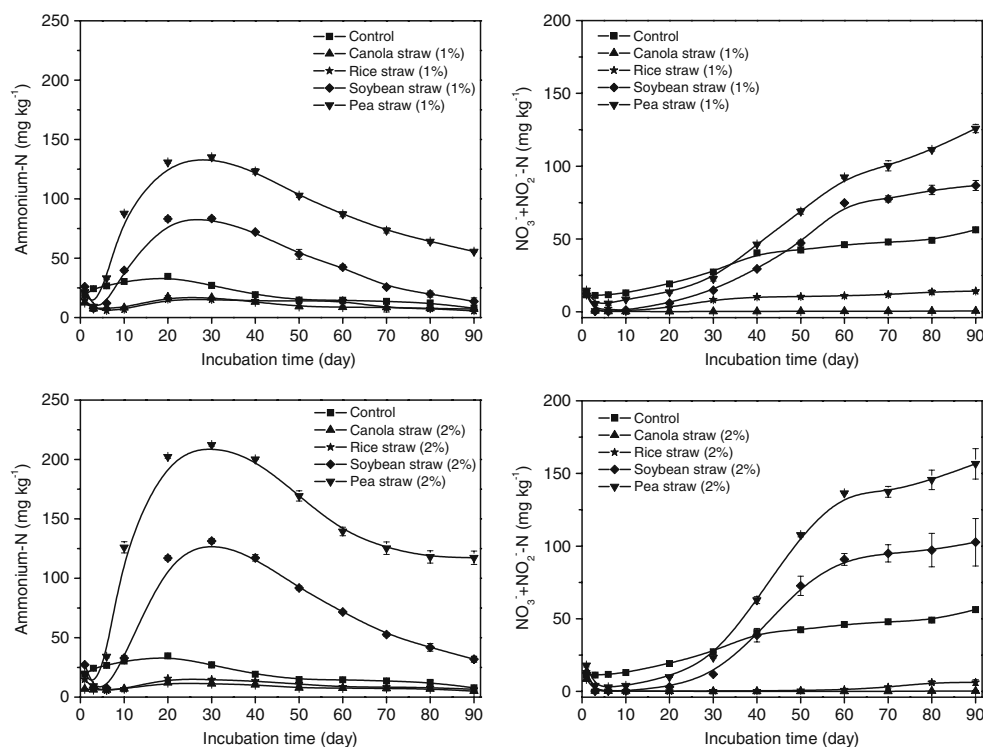 250
200
150
100
50
0
Ammonium-N (mg kg⁻¹)
0 10 20 30 40 50 60 70 80 90
Incubation time (day)
Control
Canola straw (1%)
Rice straw (1%)
Soybean straw (1%)
Pea straw (1%)
200
150
100
50
0
NO₃⁻+NO₂⁻-N (mg kg⁻¹)
0 10 20 30 40 50 60 70 80 90
Incubation time (day)
Control
Canola straw (1%)
Rice straw (1%)
Soybean straw (1%)
Pea straw (1%)
250
200
150
100
50
0
Ammonium-N (mg kg⁻¹)
0 10 20 30 40 50 60 70 80 90
Incubation time (day)
Control
Canola straw (2%)
Rice straw (2%)
Soybean straw (2%)
Pea straw (2%)
200
150
100
50
0
NO₃⁻+NO₂⁻-N (mg kg⁻¹)
0 10 20 30 40 50 60 70 80 90
Incubation time (day)
Control
Canola straw (2%)
Rice straw (2%)
Soybean straw (2%)
Pea straw (2%)